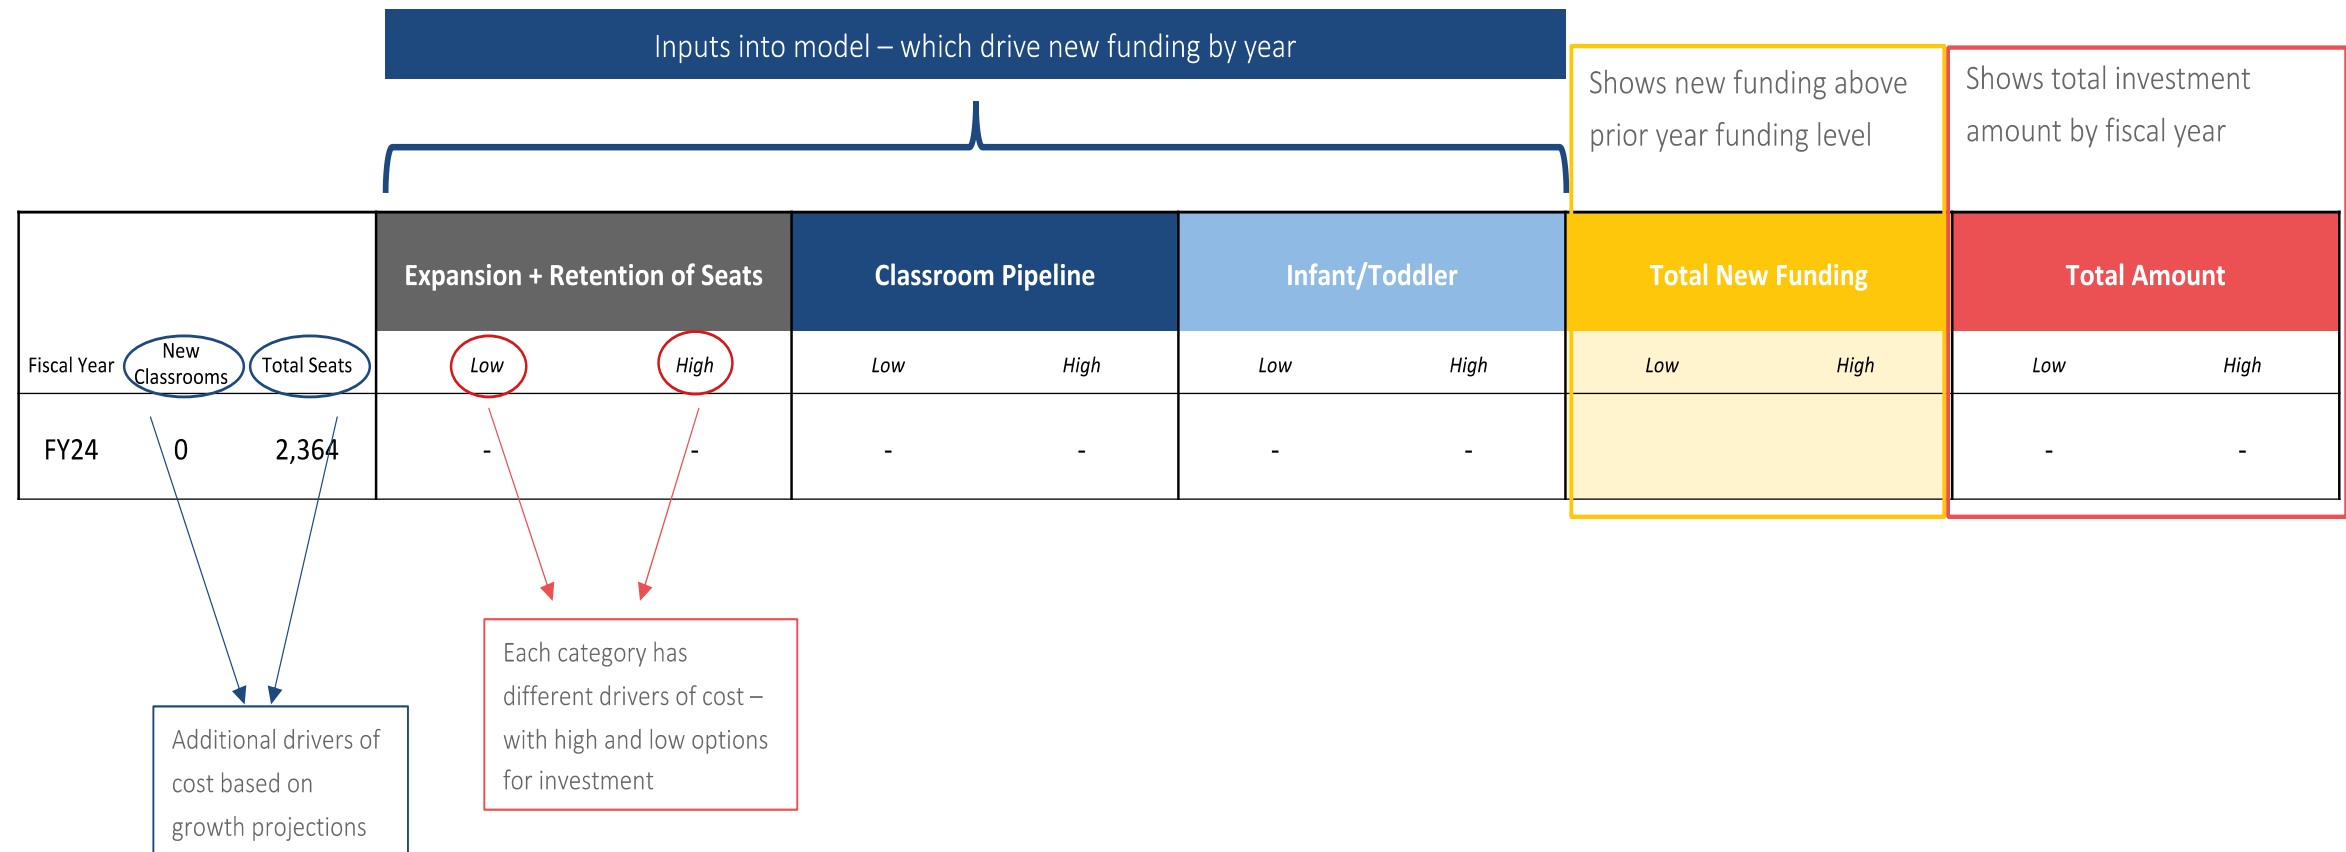 Inputs into model – which drive new funding by year
Shows new funding above
prior year funding level
Shows total investment
amount by fiscal year
Expansion + Retention of Seats
Classroom Pipeline
Infant/Toddler
Total New Funding
Total Amount
Fiscal Year
New
Classrooms
Total Seats
Low
High
Low
High
Low
High
Low
High
Low
High
FY24
0
2,364
-
-
-
-
-
-
-
-
Each category has
different drivers of cost –
with high and low options
for investment
Additional drivers of
cost based on
growth projections